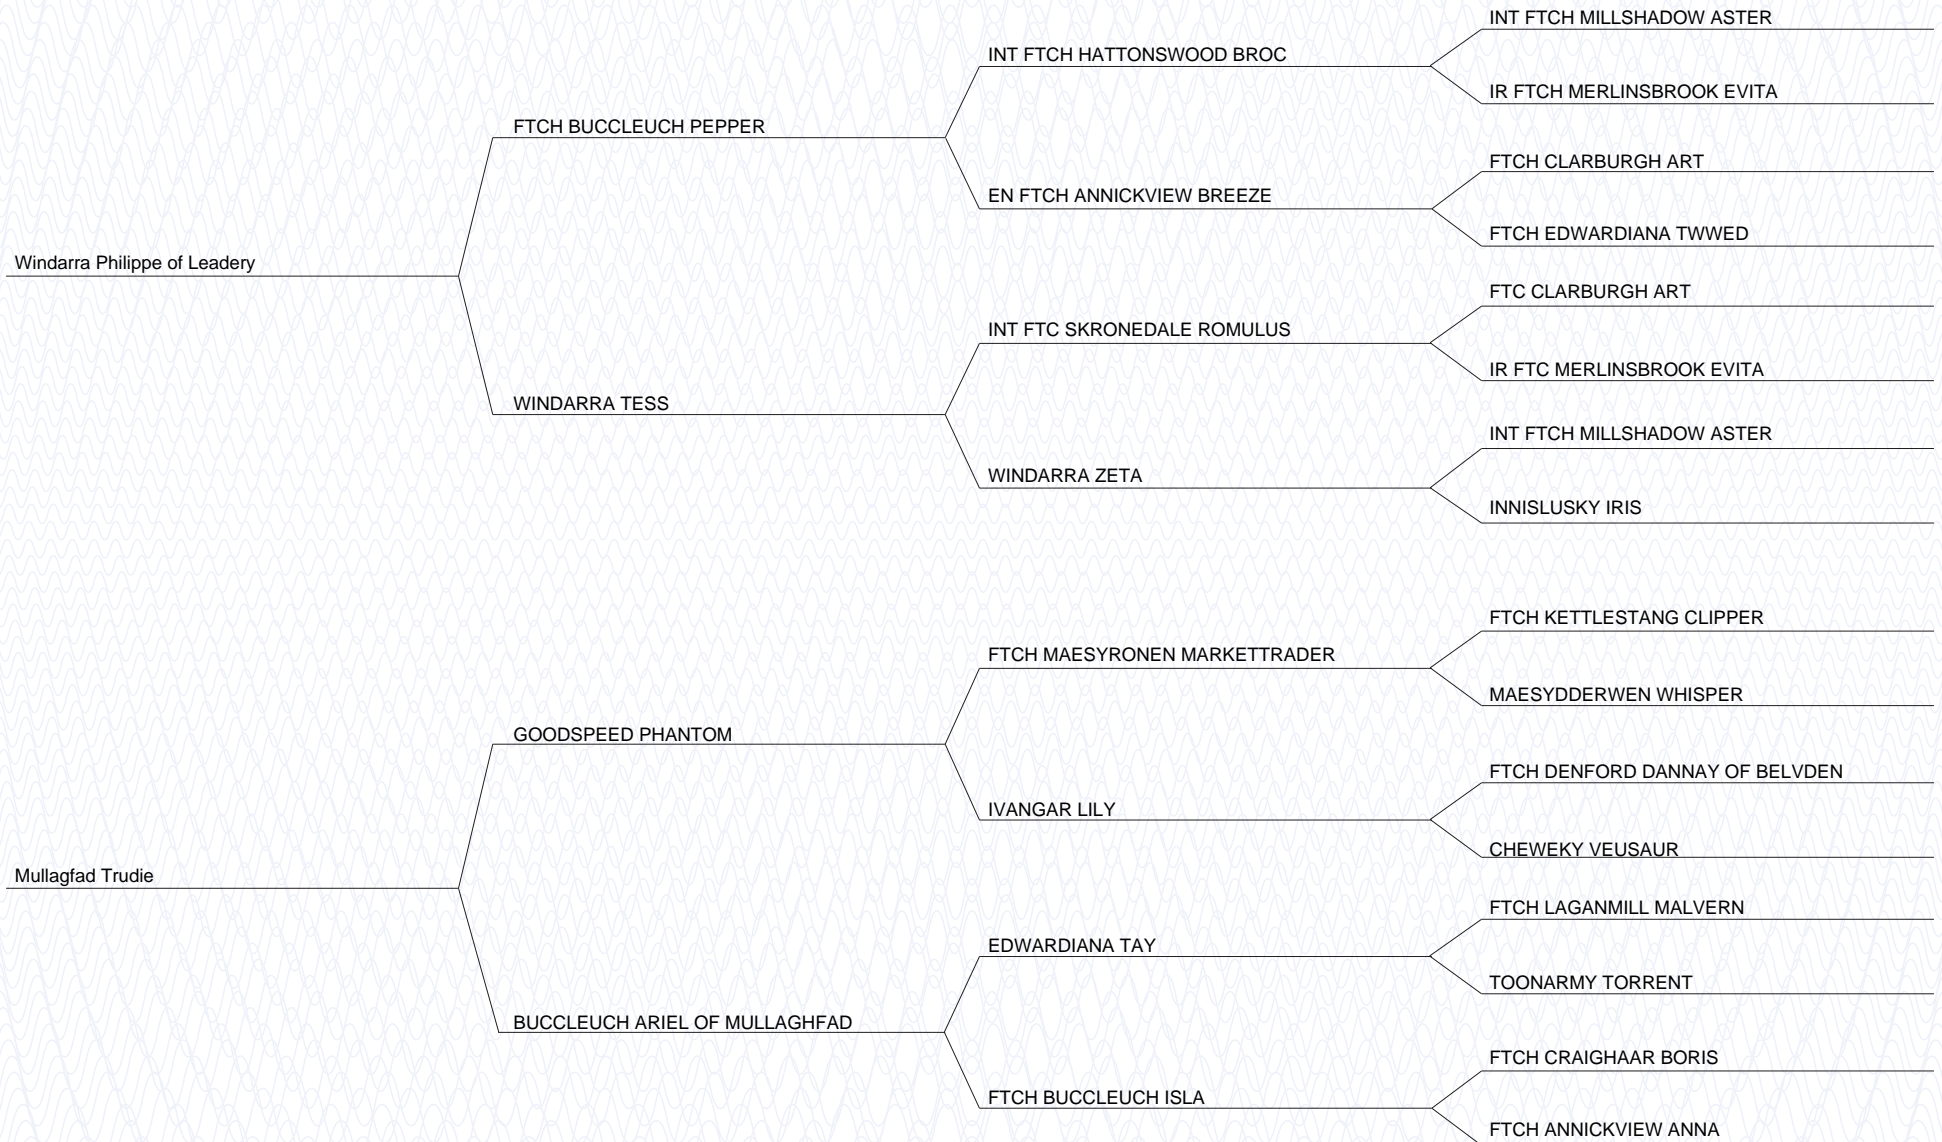 INT FTCH MILLSHADOW ASTER
INT FTCH HATTONSWOOD BROC
IR FTCH MERLINSBROOK EVITA
FTCH BUCCLEUCH PEPPER
FTCH CLARBURGH ART
EN FTCH ANNICKVIEW BREEZE
FTCH EDWARDIANA TWWED
Windarra Philippe of Leadery
FTC CLARBURGH ART
INT FTC SKRONEDALE ROMULUS
IR FTC MERLINSBROOK EVITA
WINDARRA TESS
INT FTCH MILLSHADOW ASTER
WINDARRA ZETA
INNISLUSKY IRIS
FTCH KETTLESTANG CLIPPER
FTCH MAESYRONEN MARKETTRADER
MAESYDDERWEN WHISPER
GOODSPEED PHANTOM
FTCH DENFORD DANNAY OF BELVDEN
IVANGAR LILY
CHEWEKY VEUSAUR
Mullagfad Trudie
FTCH LAGANMILL MALVERN
EDWARDIANA TAY
TOONARMY TORRENT
BUCCLEUCH ARIEL OF MULLAGHFAD
FTCH CRAIGHAAR BORIS
FTCH BUCCLEUCH ISLA
FTCH ANNICKVIEW ANNA